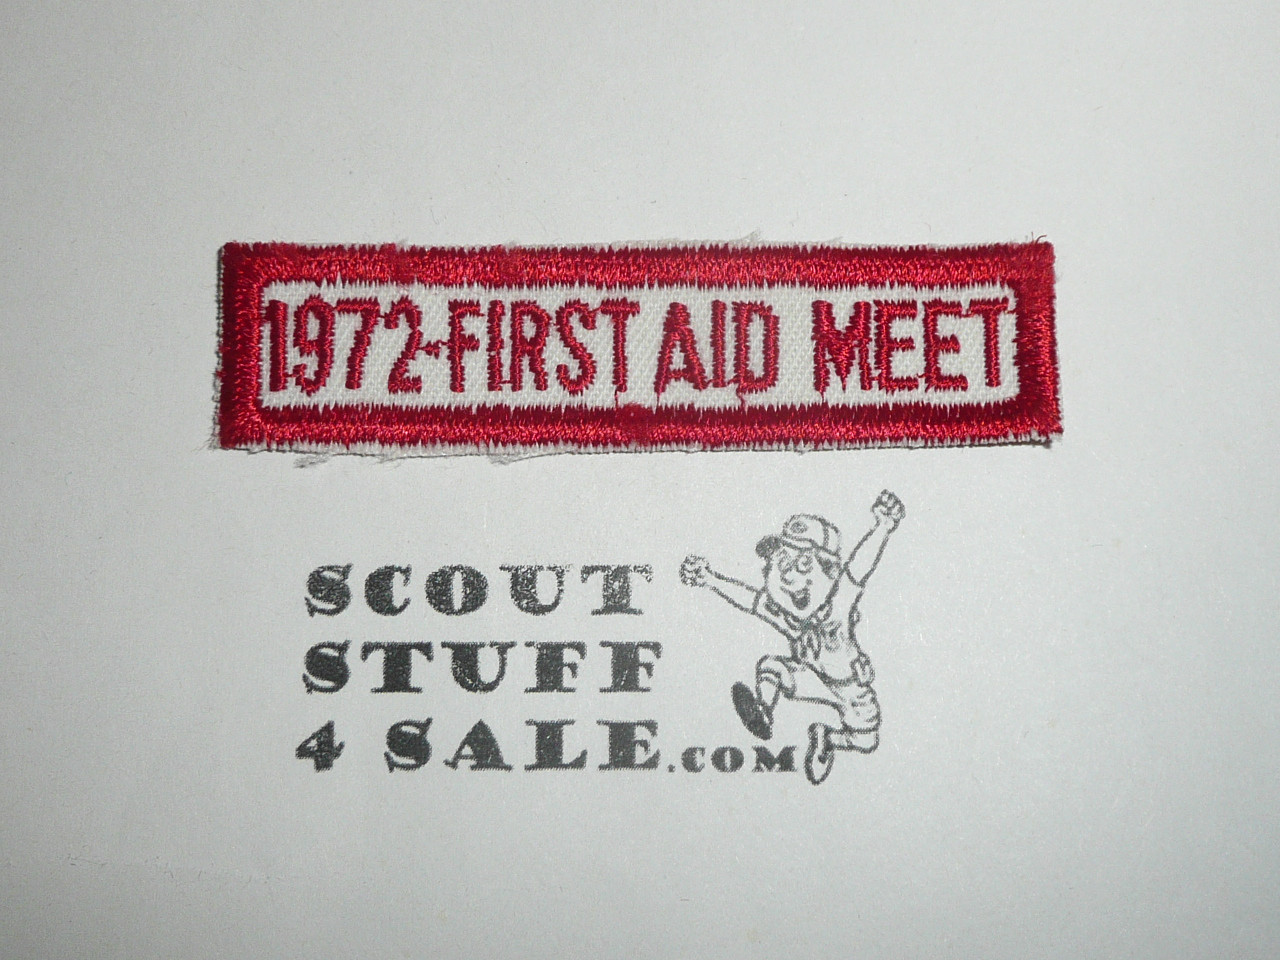 1972-FIRST AID MEET
SCOUT
STUFF
4 SALE.COM